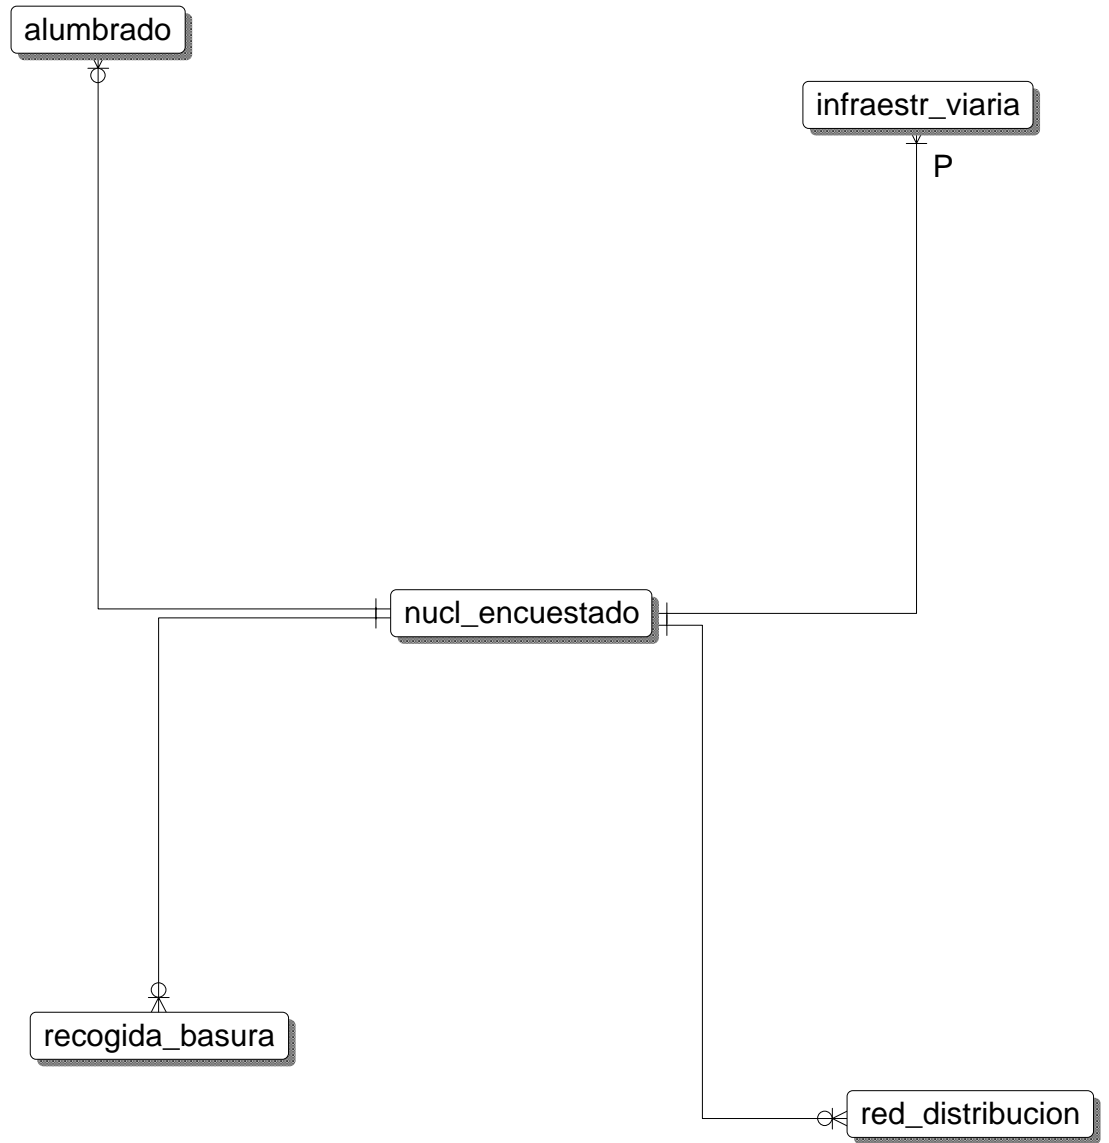 alumbrado
infraestr_viaria
P
nucl_encuestado
recogida_basura
red_distribucion